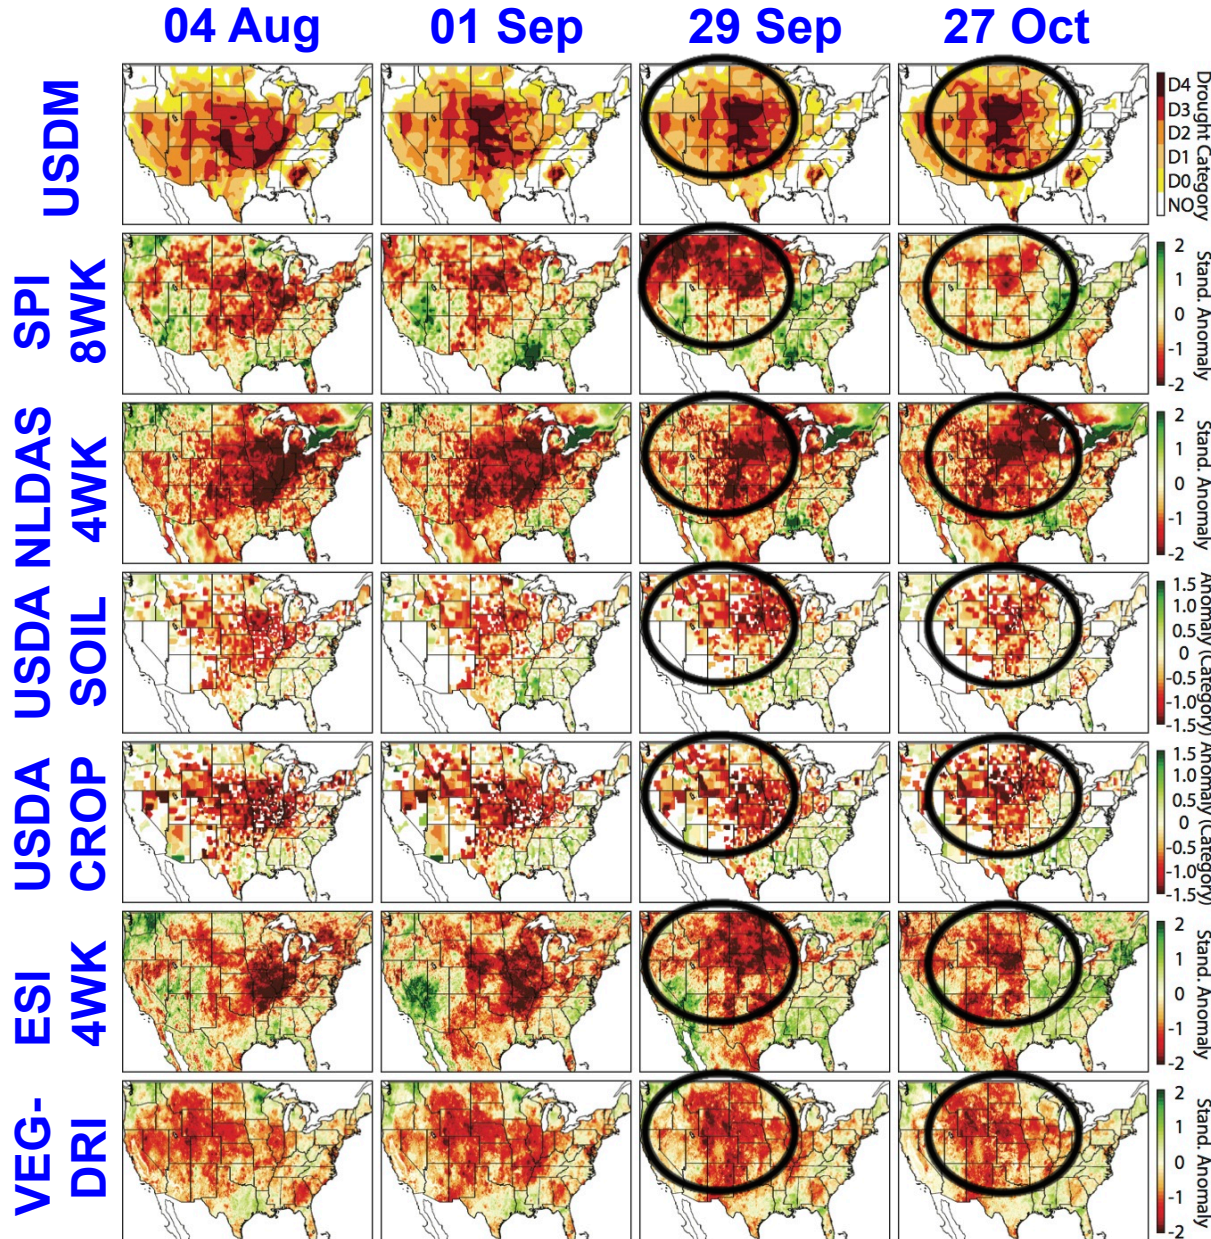 04 Aug 01 Sep 29 Sep 27 Oct
USDM
D4
D3
D2
D1
D0
NO
Drought Category
SPI
8WK
2
1
0
-1
-2
Stand. Anomaly
NLDAS
4WK
2
1
0
-1
-2
Stand. Anomaly
USDA
SOIL
1.5
1.0
0.5
0
-0.5
-1.0
-1.5
Anomaly (Category)
USDA
CROP
1.5
1.0
0.5
0
-0.5
-1.0
-1.5
Anomaly (Category)
ESI
4WK
2
1
0
-1
-2
Stand. Anomaly
VEG-
DRI
2
1
0
-1
-2
Stand. Anomaly